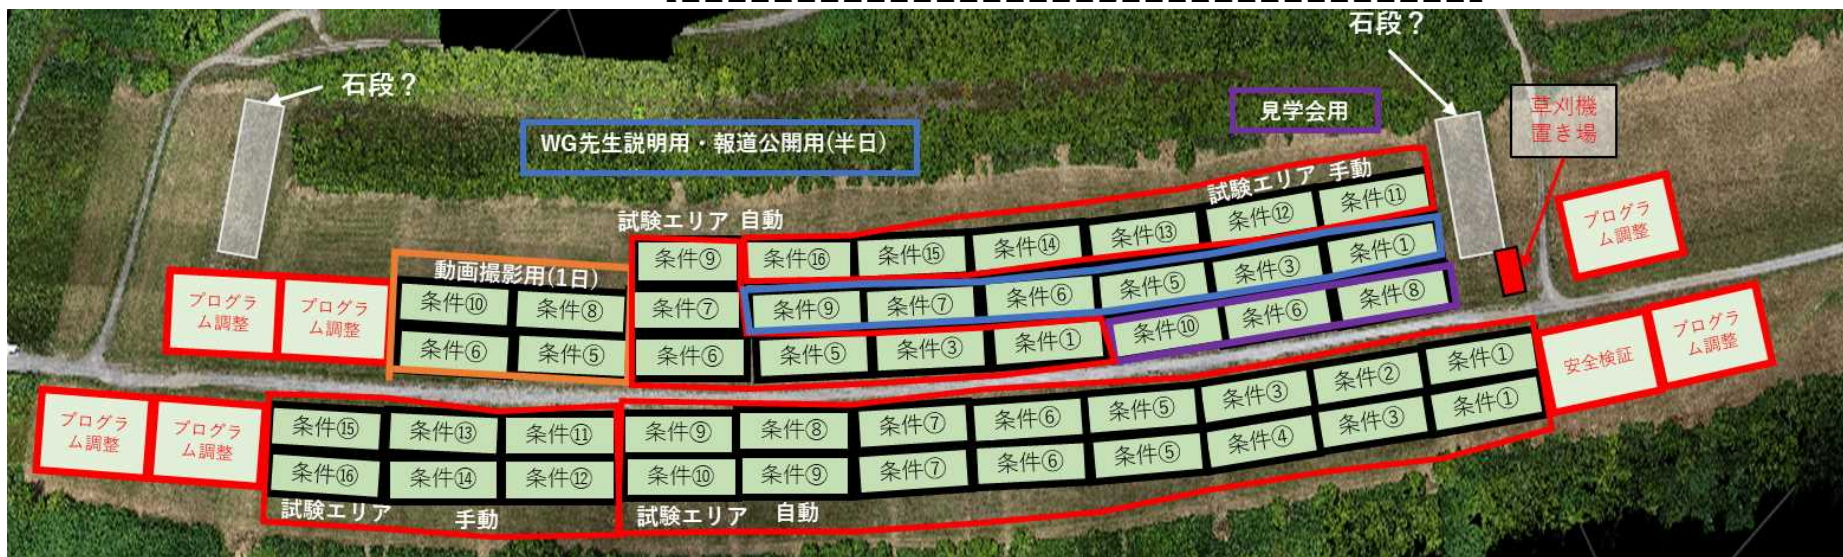 石段？
石段？
草刈機
置き場
見学会用
WG先生説明用・報道公開用(半日)
試験エリア 手動
試験エリア 自動
条件⑨
条件⑯
条件⑮
条件⑭
条件⑬
条件⑫
条件⑪
プログラ
ム調整
動画撮影用(1日)
プログラ
ム調整
プログラ
ム調整
条件⑩
条件⑧
条件⑦
条件⑨
条件⑦
条件⑥
条件⑤
条件③
条件①
条件⑥
条件⑤
条件⑥
条件⑤
条件③
条件①
条件⑩
条件⑥
条件⑧
プログラ
ム調整
プログラ
ム調整
条件⑮
条件⑬
条件⑪
条件⑨
条件⑧
条件⑦
条件⑥
条件⑤
条件③
条件②
条件①
安全検証
プログラ
ム調整
条件⑯
条件⑭
条件⑫
条件⑩
条件⑨
条件⑦
条件⑥
条件⑤
条件④
条件③
条件①
試験エリア 手動
試験エリア 自動